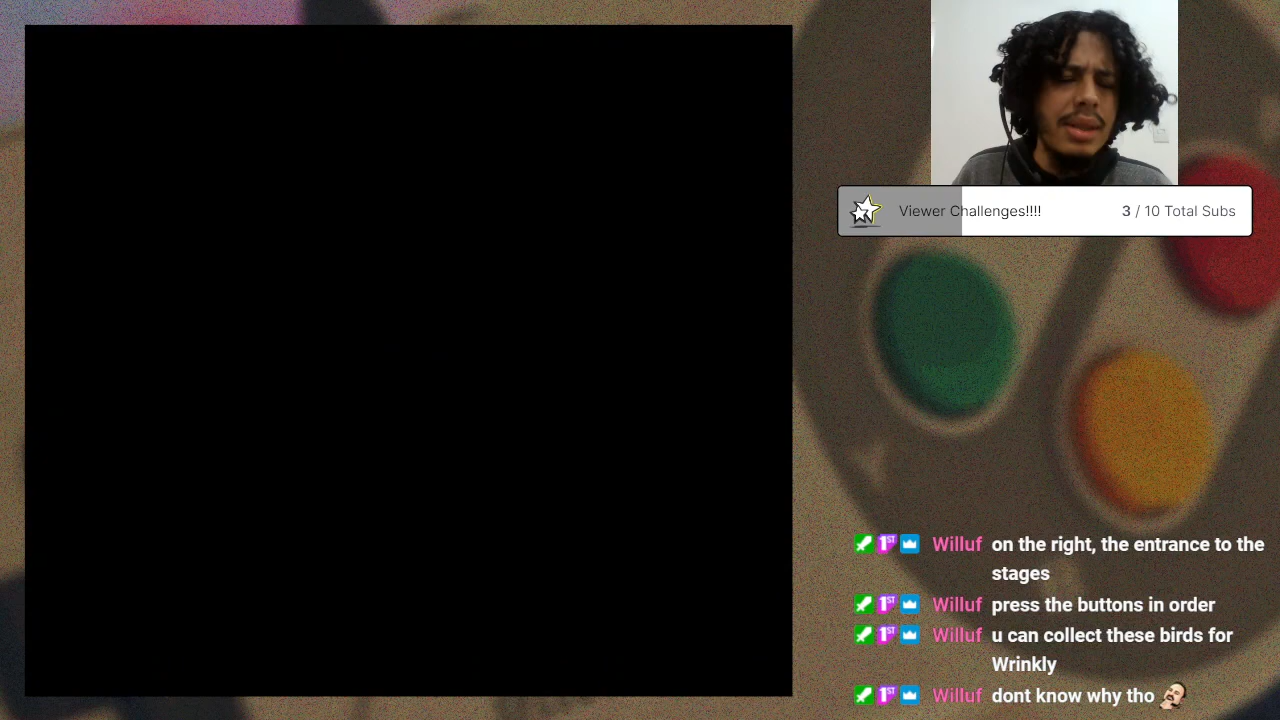 Viewer Challenges!!!! 3 / 10 Total Subs
Willuf on the right, the entrance to the
stages
Willuf press the buttons in order
Willuf u can collect these birds for
Wrinkly
Willuf dont know why tho